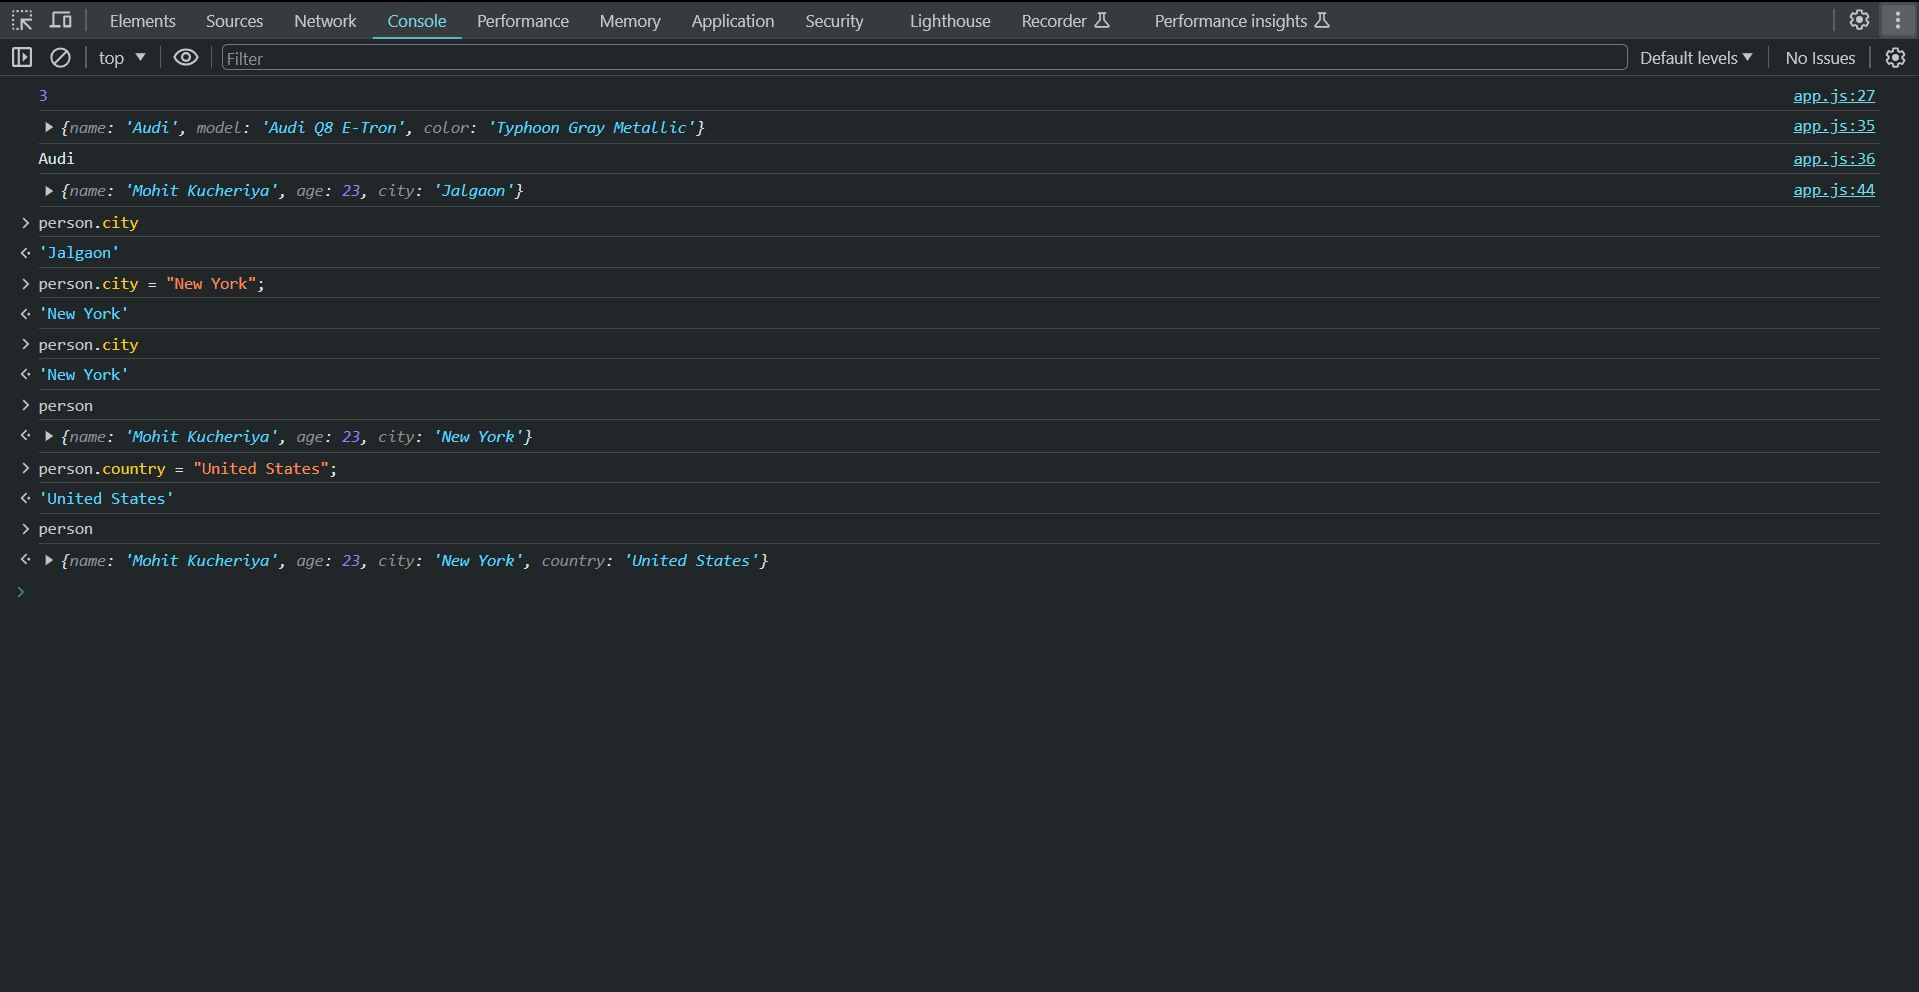 Elements Sources Network Console Performance Memory Application Security Lighthouse Recorder Performance insights
top Filter Default levels No Issues
3 app.js:27
{name: 'Audi', model: 'Audi Q8 E-Tron', color: 'Typhoon Gray Metallic'} app.js:35
Audi app.js:36
{name: 'Mohit Kucheriya', age: 23, city: 'Jalgaon'} app.js:44
> person.city
'Jalgaon'
> person.city = "New York";
'New York'
> person.city
'New York'
> person
{name: 'Mohit Kucheriya', age: 23, city: 'New York'}
> person.country = "United States";
'United States'
> person
{name: 'Mohit Kucheriya', age: 23, city: 'New York', country: 'United States'}
>